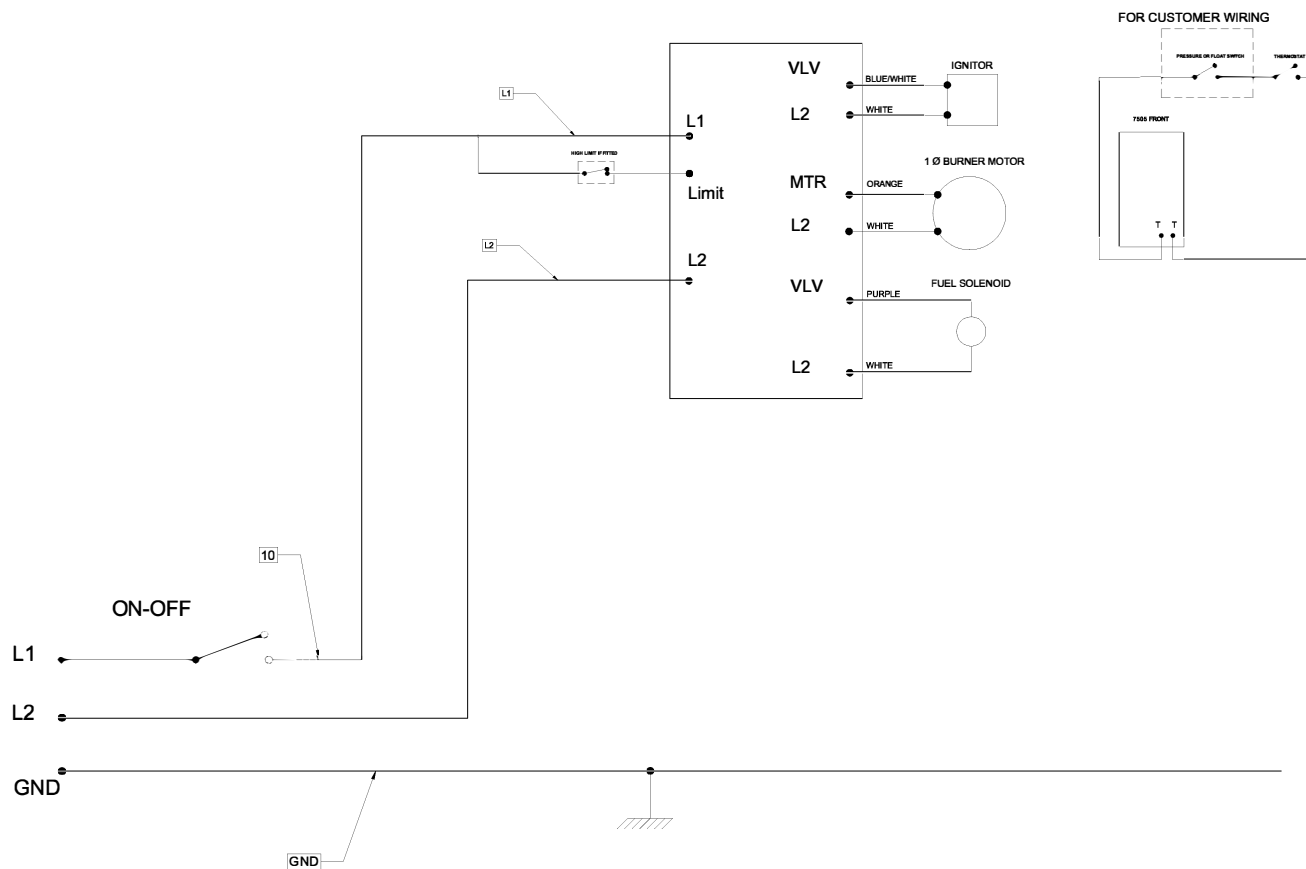 FOR CUSTOMER WIRING
PRESSURE OR FLOAT SWITCH
THERMOSTAT
7505 FRONT
T T
VLV
BLUE/WHITE
IGNITOR
L1
L1
L2
WHITE
HIGH LIMIT IF FITTED
Limit
MTR
ORANGE
1 Ø BURNER MOTOR
L2
WHITE
L2
L2
VLV
PURPLE
FUEL SOLENOID
L2
WHITE
10
ON-OFF
L1
L2
GND
GND